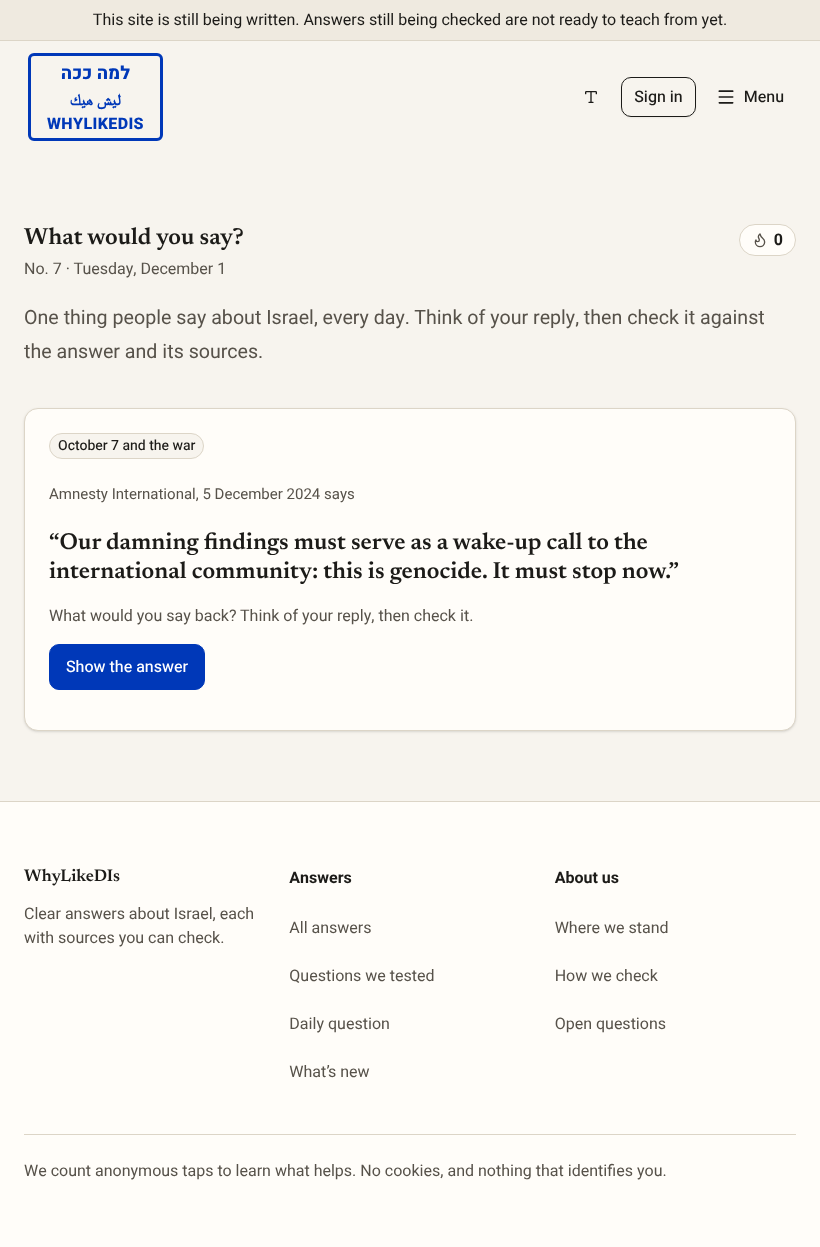 This site is still being written. Answers still being checked are not ready to teach from yet.
למה ככה
ليش هيك
WHYLIKEDIS
T
Sign in
Menu
What would you say?
0
No. 7 · Tuesday, December 1
One thing people say about Israel, every day. Think of your reply, then check it against
the answer and its sources.
October 7 and the war
Amnesty International, 5 December 2024 says
“Our damning findings must serve as a wake-up call to the
international community: this is genocide. It must stop now.”
What would you say back? Think of your reply, then check it.
Show the answer
WhyLikeDIs
Clear answers about Israel, each
with sources you can check.
Answers
All answers
Questions we tested
Daily question
What’s new
About us
Where we stand
How we check
Open questions
We count anonymous taps to learn what helps. No cookies, and nothing that identifies you.